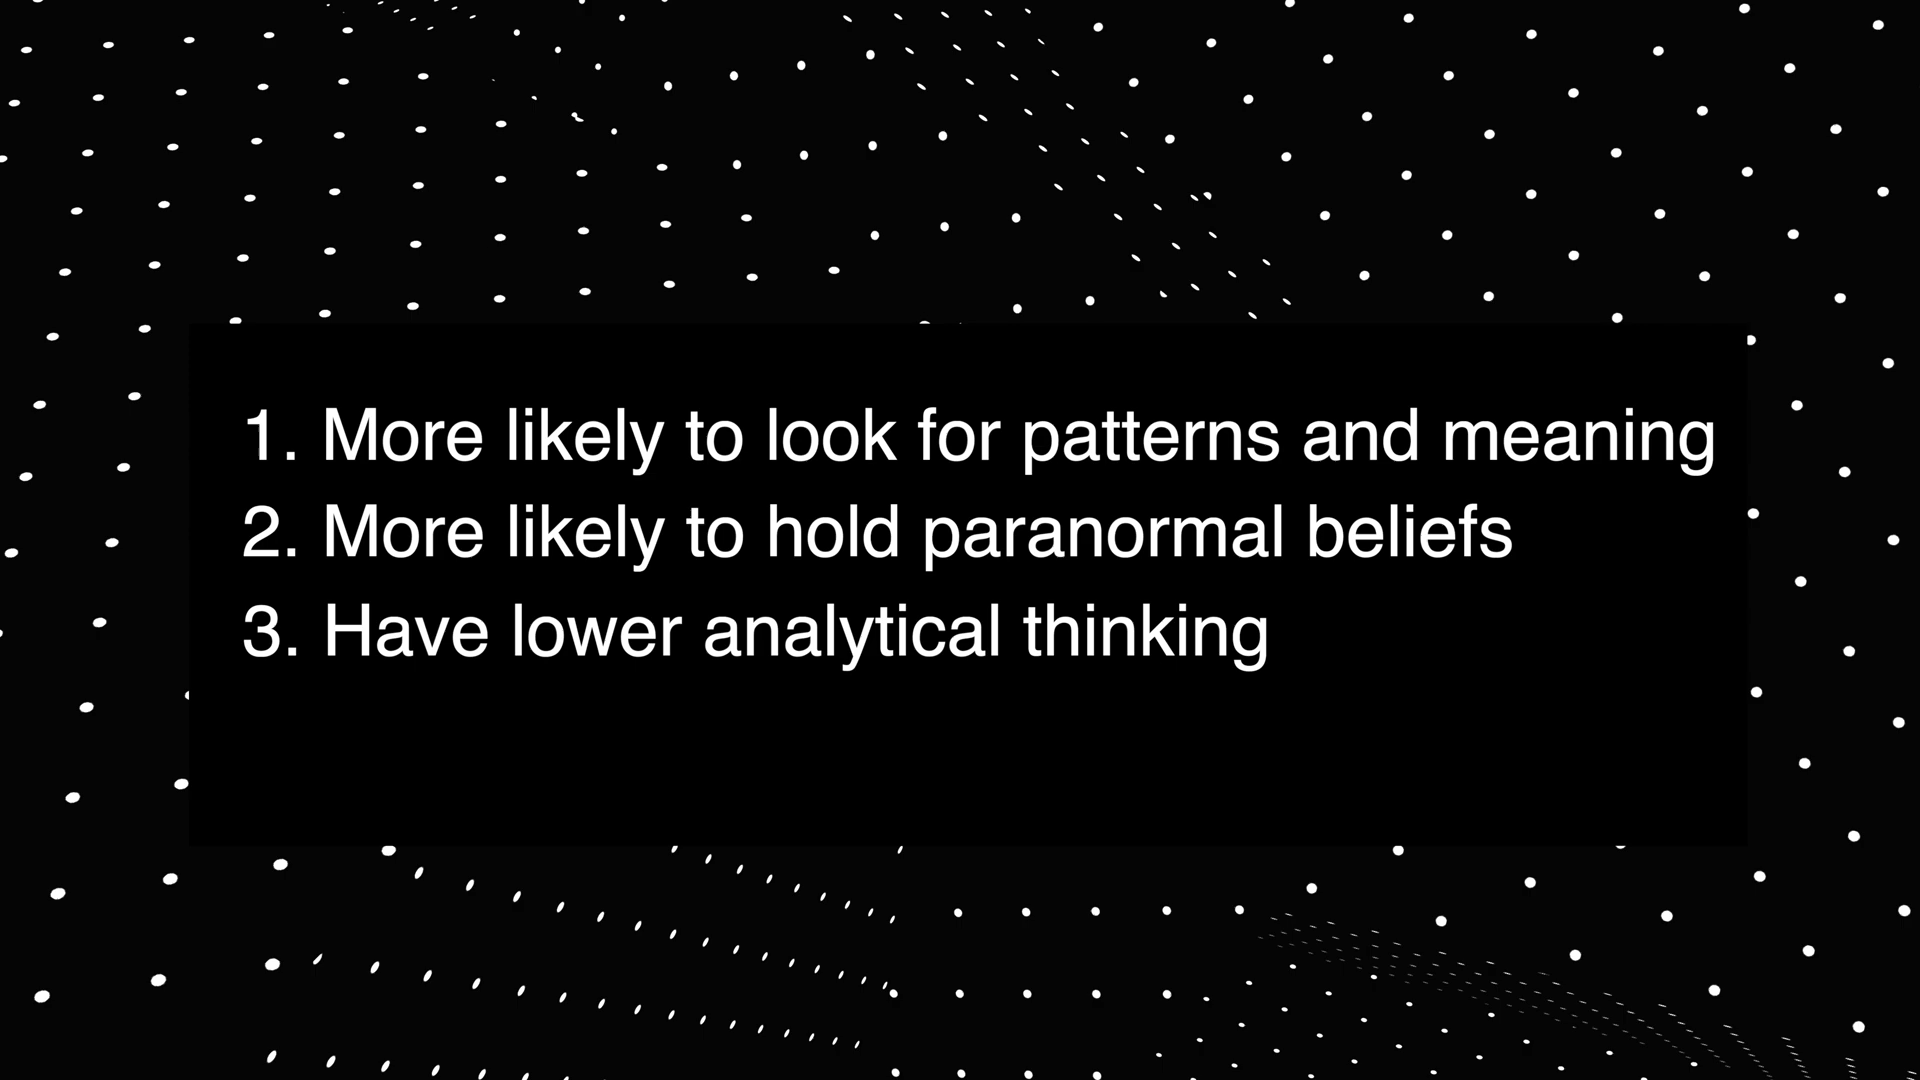 1. More likely to look for patterns and meaning
2. More likely to hold paranormal beliefs
3. Have lower analytical thinking